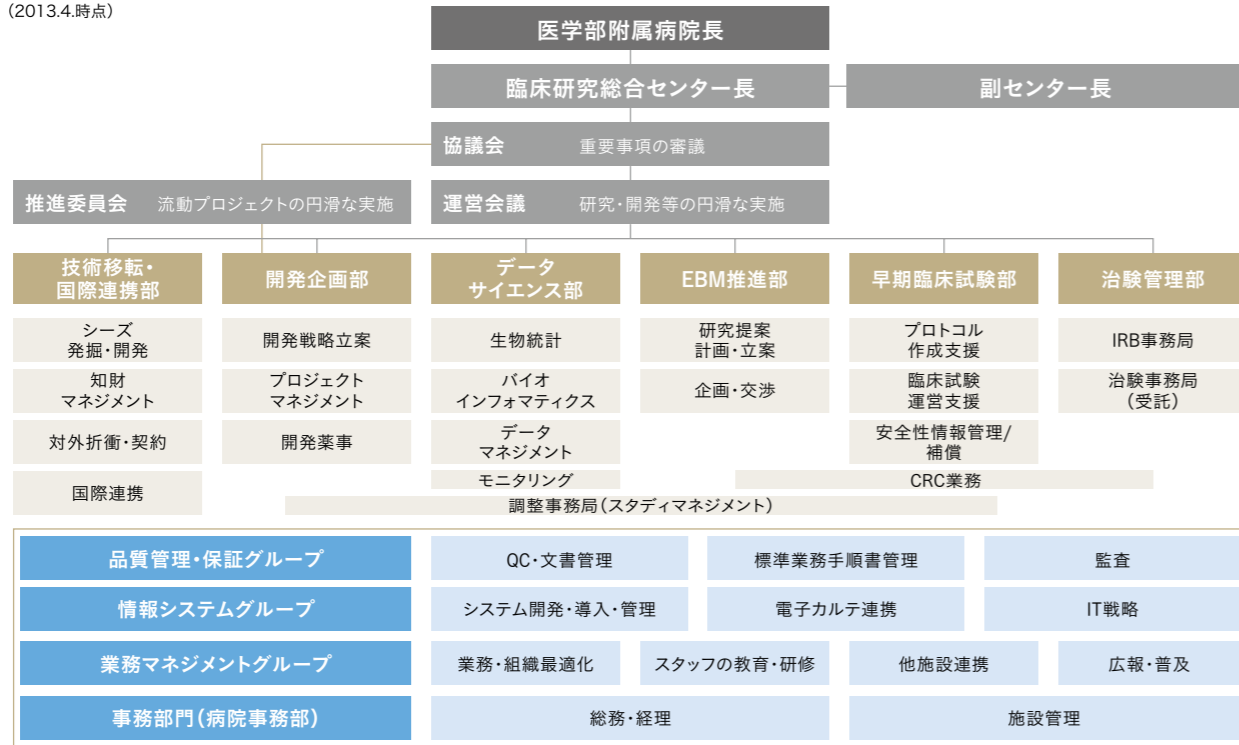 (2013.4.時点)
医学部附属病院長
臨床研究総合センター長
副センター長
協議会 重要事項の審議
推進委員会 流動プロジェクトの円滑な実施
運営会議 研究・開発等の円滑な実施
技術移転・
国際連携部
開発企画部
データ
サイエンス部
EBM推進部
早期臨床試験部
治験管理部
シーズ
発掘・開発
開発戦略立案
生物統計
研究提案
計画・立案
プロトコル
作成支援
IRB事務局
知財
マネジメント
プロジェクト
マネジメント
バイオ
インフォマティクス
企画・交渉
臨床試験
運営支援
治験事務局
(受託)
対外折衝・契約
開発薬事
データ
マネジメント
安全性情報管理/
補償
国際連携
モニタリング
CRC業務
調整事務局(スタディマネジメント)
品質管理・保証グループ
QC・文書管理
標準業務手順書管理
監査
情報システムグループ
システム開発・導入・管理
電子カルテ連携
IT戦略
業務マネジメントグループ
業務・組織最適化
スタッフの教育・研修
他施設連携
広報・普及
事務部門(病院事務部)
総務・経理
施設管理